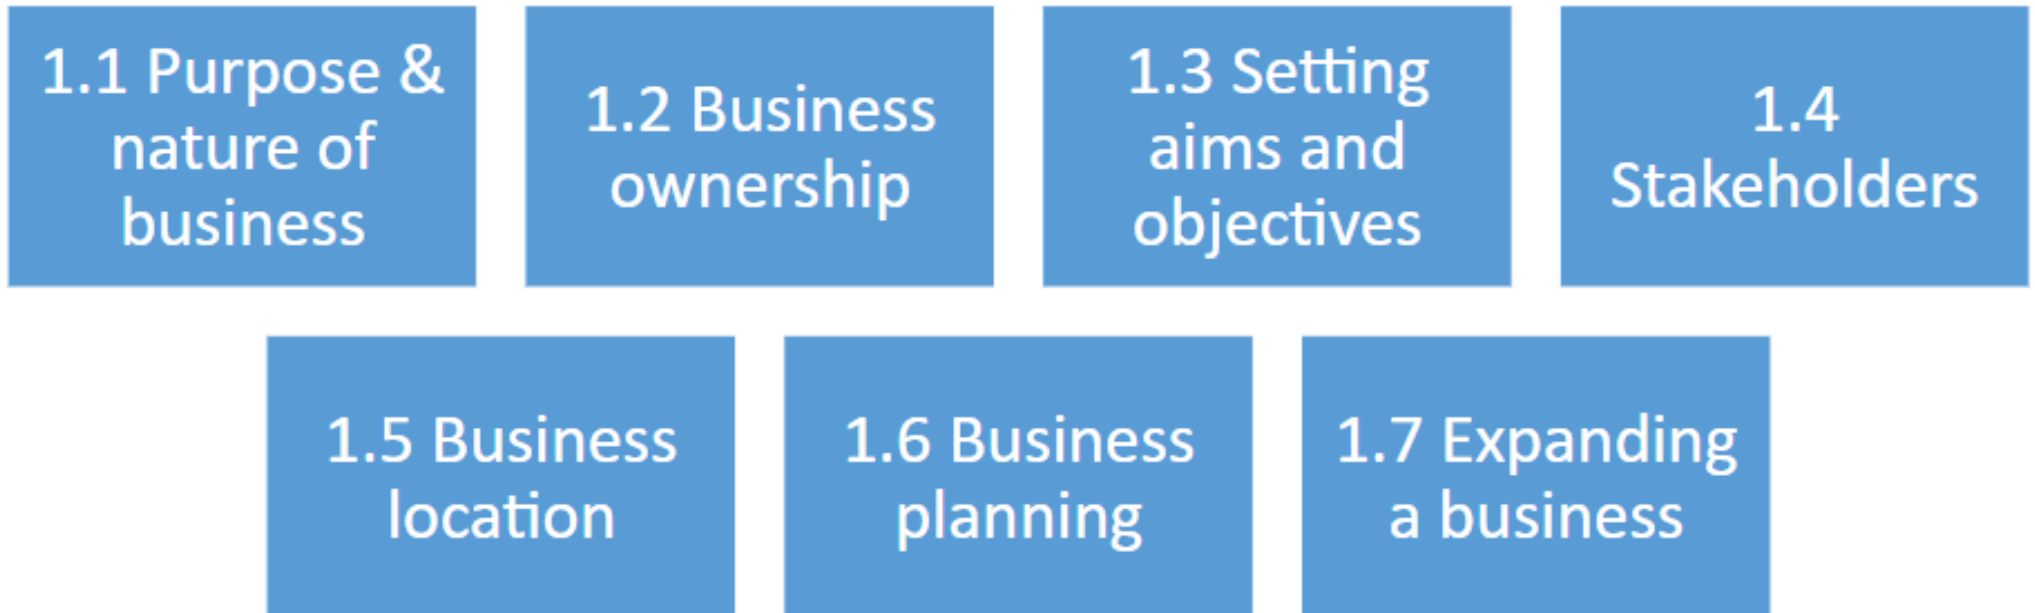 1.1 Purpose &
nature of
business
1.2 Business
ownership
1.3 Setting
aims and
objectives
1.4
Stakeholders
1.5 Business
location
1.6 Business
planning
1.7 Expanding
a business